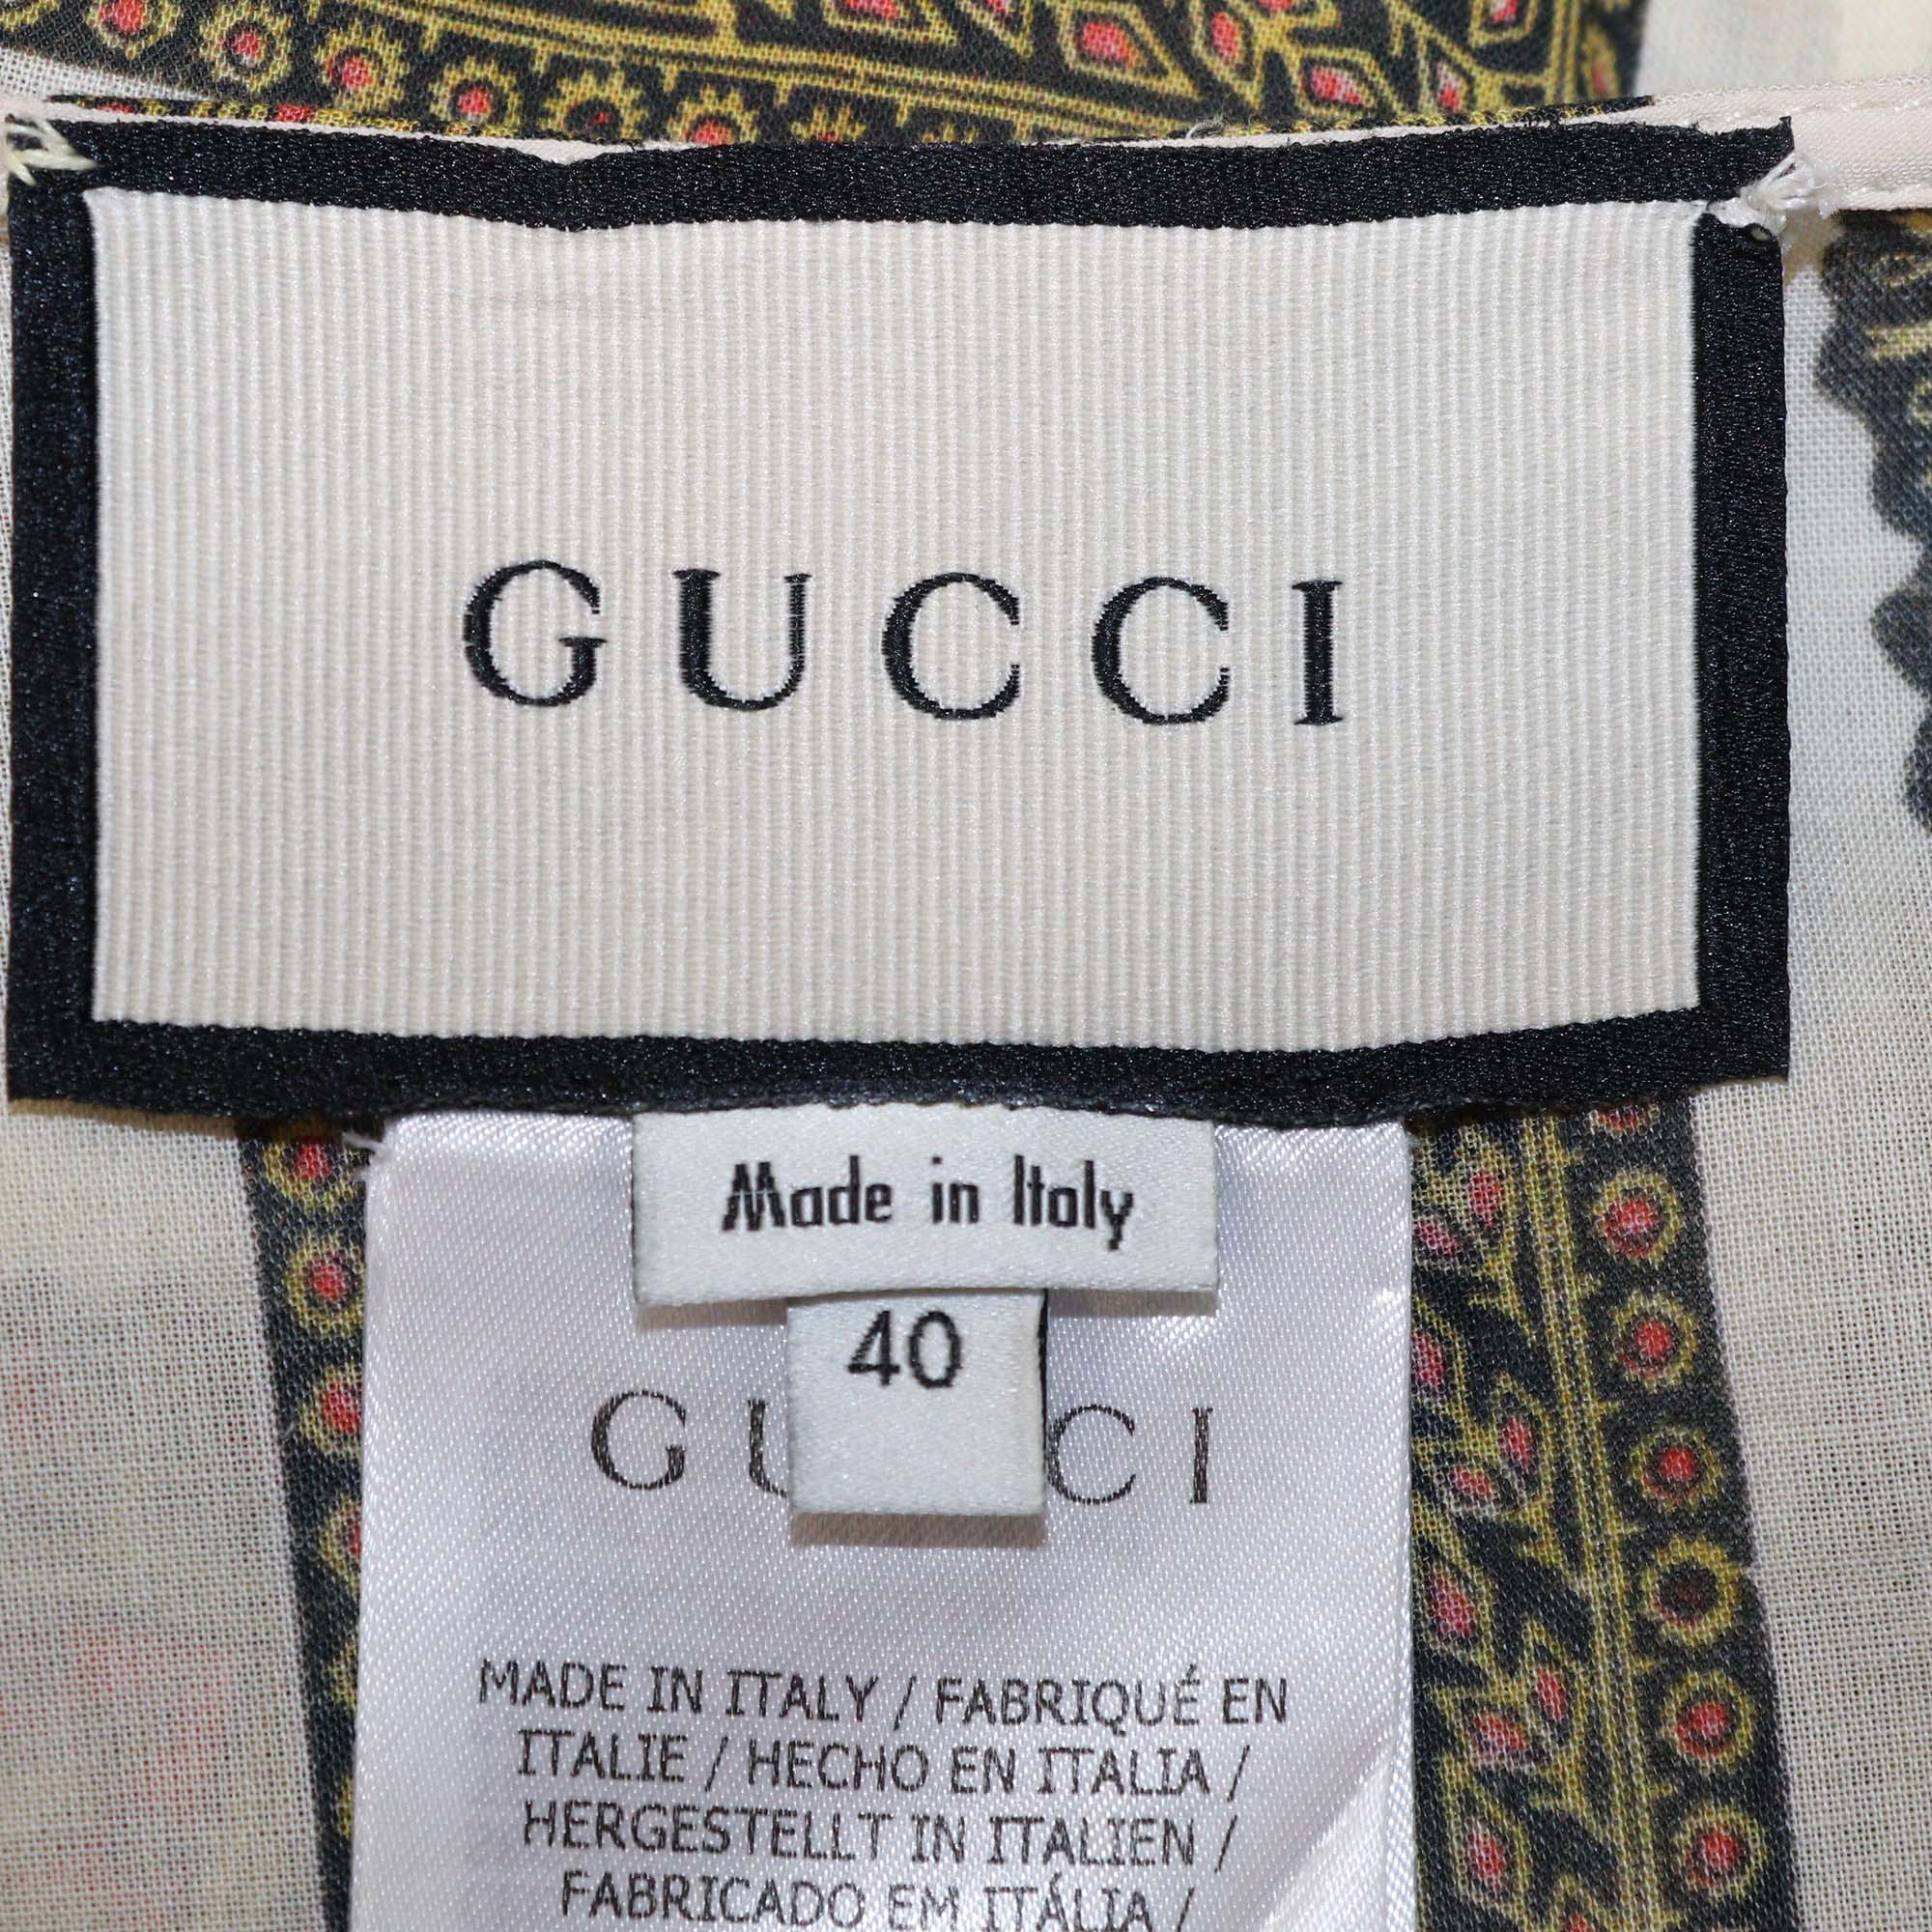 GUCCI
Made in Italy
40
GUCCI
MADE IN ITALY / FABRIQUÉ EN
ITALIE / HECHO EN ITALIA /
HERGESTELLT IN ITALIEN /
FABRICADO EM ITÁLIA /